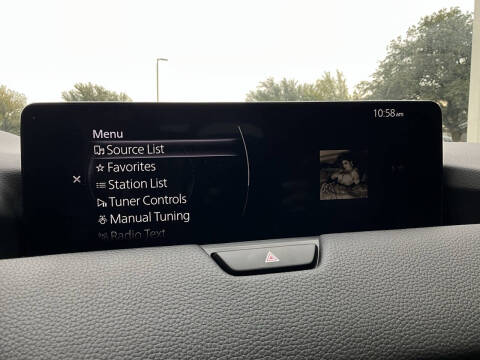 10:58am
Menu
Source List
Favorites
Station List
Tuner Controls
Manual Tuning
Radio Text